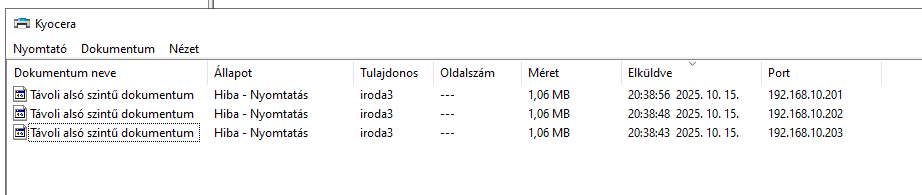 Kyocera
Nyomtató Dokumentum Nézet
Dokumentum neve Állapot Tulajdonos Oldalszám Méret Elküldve Port
Távoli alsó szintű dokumentum Hiba - Nyomtatás iroda3 --- 1,06 MB 20:38:56 2025. 10. 15. 192.168.10.201
Távoli alsó szintű dokumentum Hiba - Nyomtatás iroda3 --- 1,06 MB 20:38:48 2025. 10. 15. 192.168.10.202
Távoli alsó szintű dokumentum Hiba - Nyomtatás iroda3 --- 1,06 MB 20:38:43 2025. 10. 15. 192.168.10.203